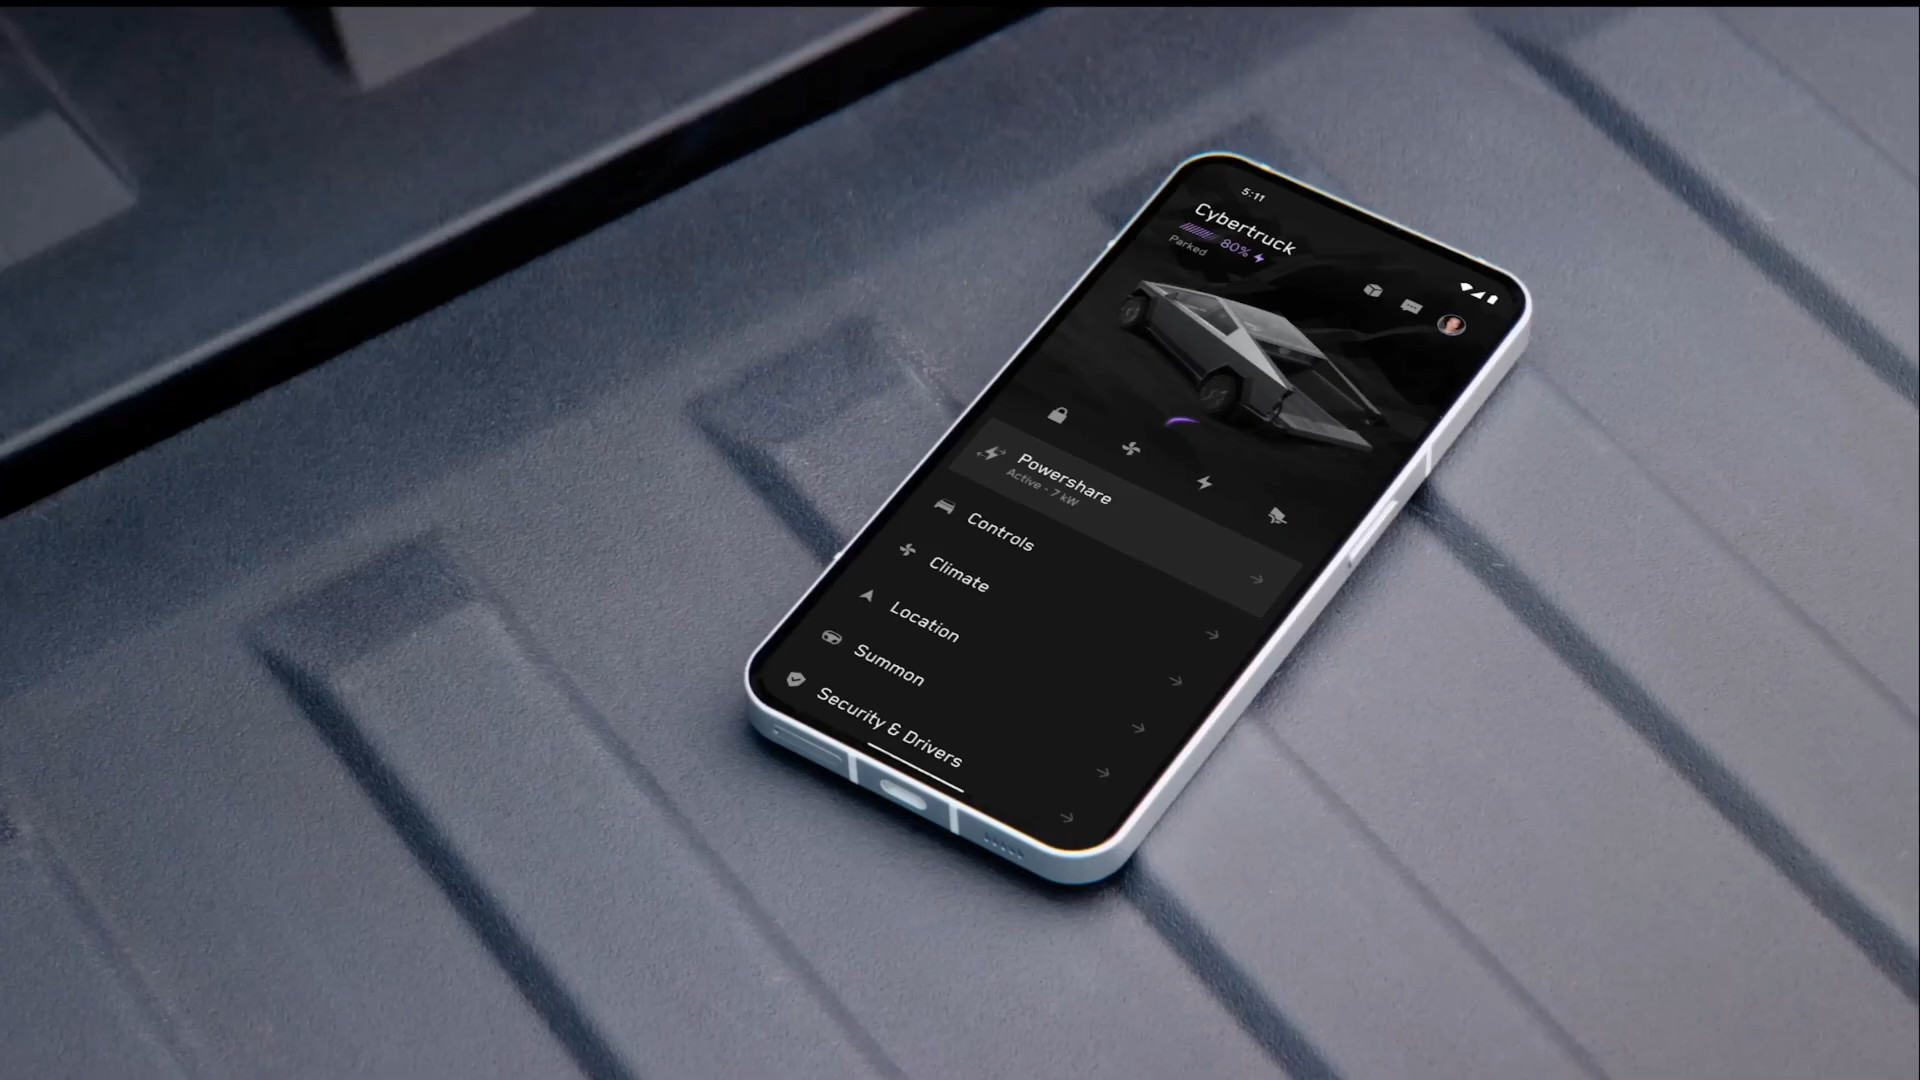 5:11
Cybertruck
80%
Parked
Powershare
Active - 7 kW
Controls
Climate
Location
Summon
Security & Drivers